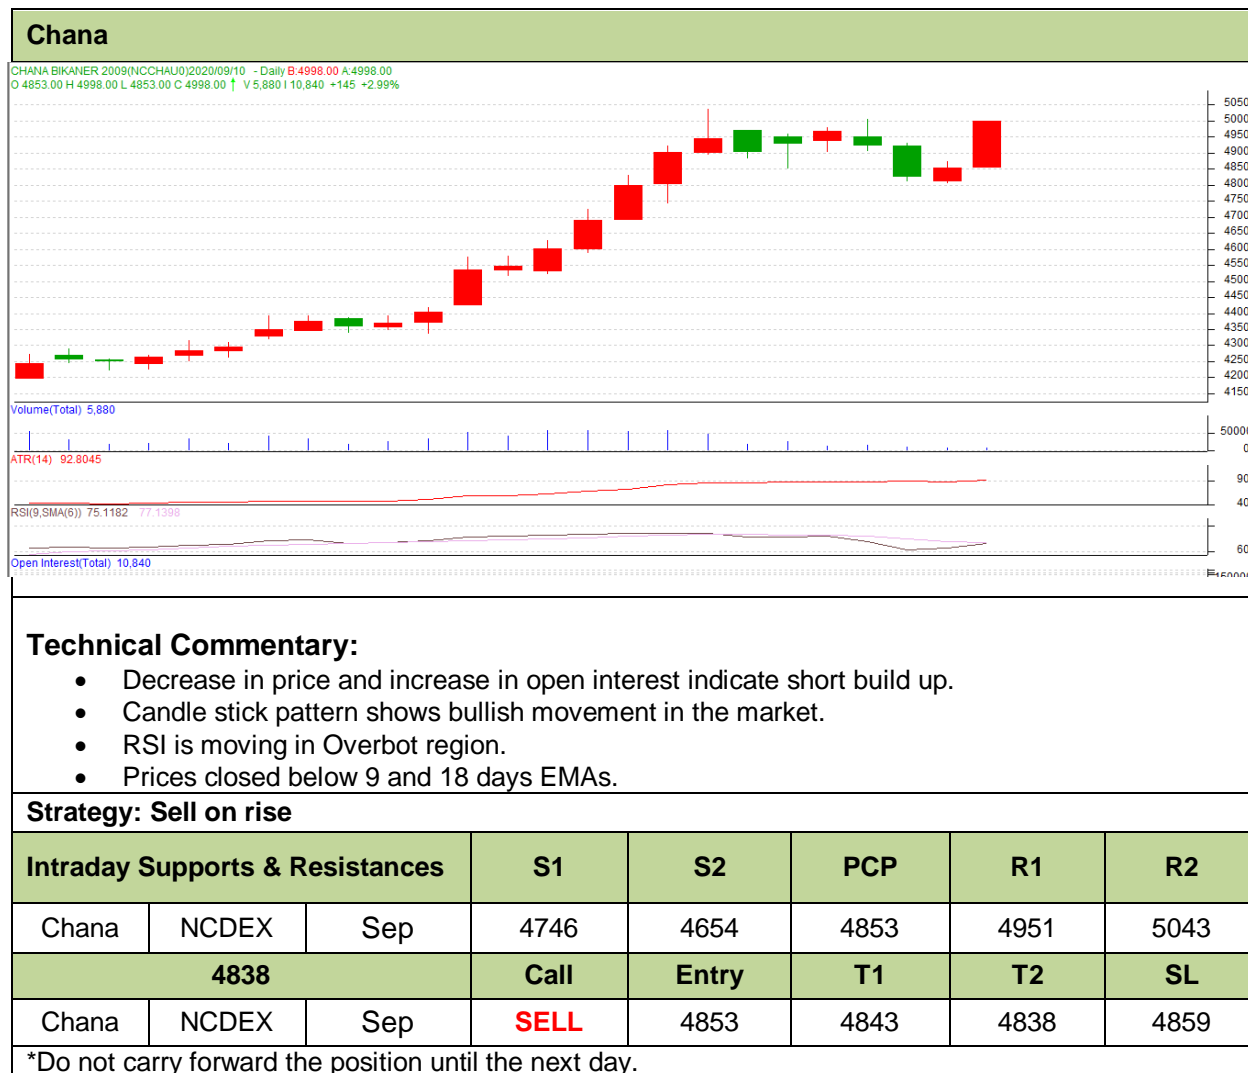 Chana
CHANA BIKANER 2009(NCCHAU0)2020/09/10 - Daily B:4998.00 A:4998.00
O 4853.00 H 4998.00 L 4853.00 C 4998.00 ↑ V 5,880 I 10,840 +145 +2.99%
5050
5000
4950
4900
4850
4800
4750
4700
4650
4600
4550
4500
4450
4400
4350
4300
4250
4200
4150
Volume(Total) 5,880
50000
0
ATR(14) 92.8045
90
40
RSI(9,SMA(6)) 75.1182 77.1398
60
Open Interest(Total) 10,840
Technical Commentary:
• Decrease in price and increase in open interest indicate short build up.
• Candle stick pattern shows bullish movement in the market.
• RSI is moving in Overbot region.
• Prices closed below 9 and 18 days EMAs.
Strategy: Sell on rise
Intraday Supports & Resistances S1 S2 PCP R1 R2
Chana NCDEX Sep 4746 4654 4853 4951 5043
4838 Call Entry T1 T2 SL
Chana NCDEX Sep SELL 4853 4843 4838 4859
*Do not carry forward the position until the next day.